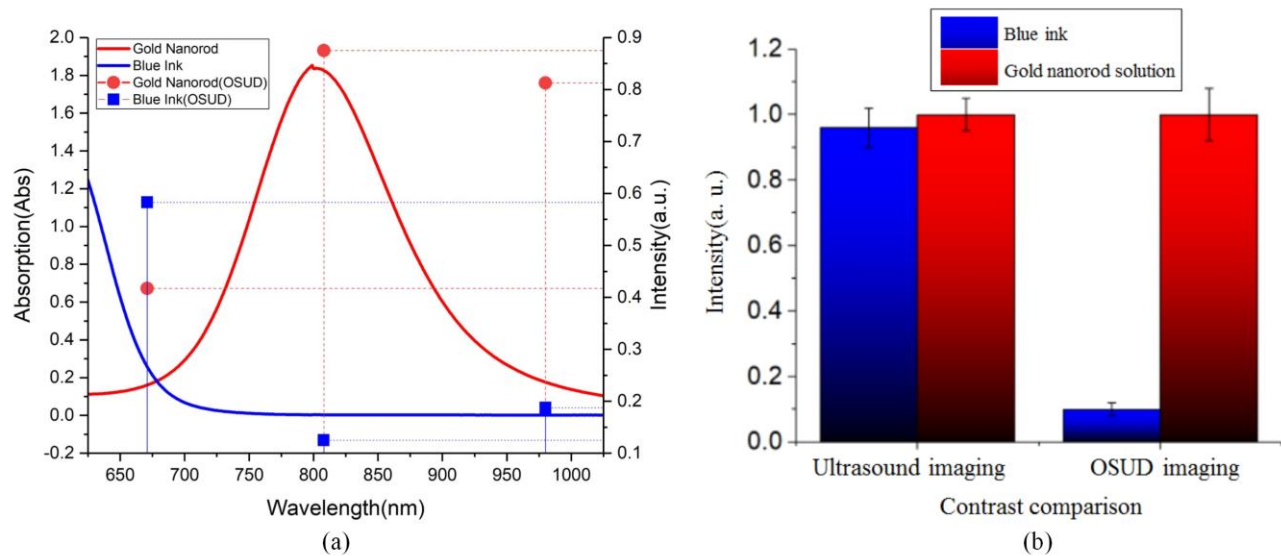 (a)
2.0
1.8
1.6
1.4
1.2
1.0
0.8
0.6
0.4
0.2
0.0
-0.2
Absorption(Abs)
Gold Nanorod
Blue Ink
Gold Nanorod(OSUD)
Blue Ink(OSUD)
0.9
0.8
0.7
0.6
0.5
0.4
0.3
0.2
0.1
Intensity(a.u.)
650 700 750 800 850 900 950 1000
Wavelength(nm)
(a)
Blue ink
Gold nanorod solution
1.2
1.0
0.8
0.6
0.4
0.2
0.0
Intensity(a. u.)
Ultrasound imaging OSUD imaging
Contrast comparison
(b)